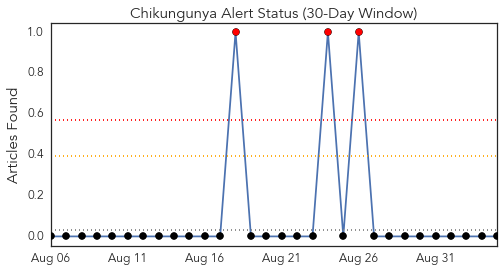 Chikungunya Alert Status (30-Day Window)
Articles Found
1.0
0.8
0.6
0.4
0.2
0.0
Aug 06 Aug 11 Aug 16 Aug 21 Aug 26 Aug 31